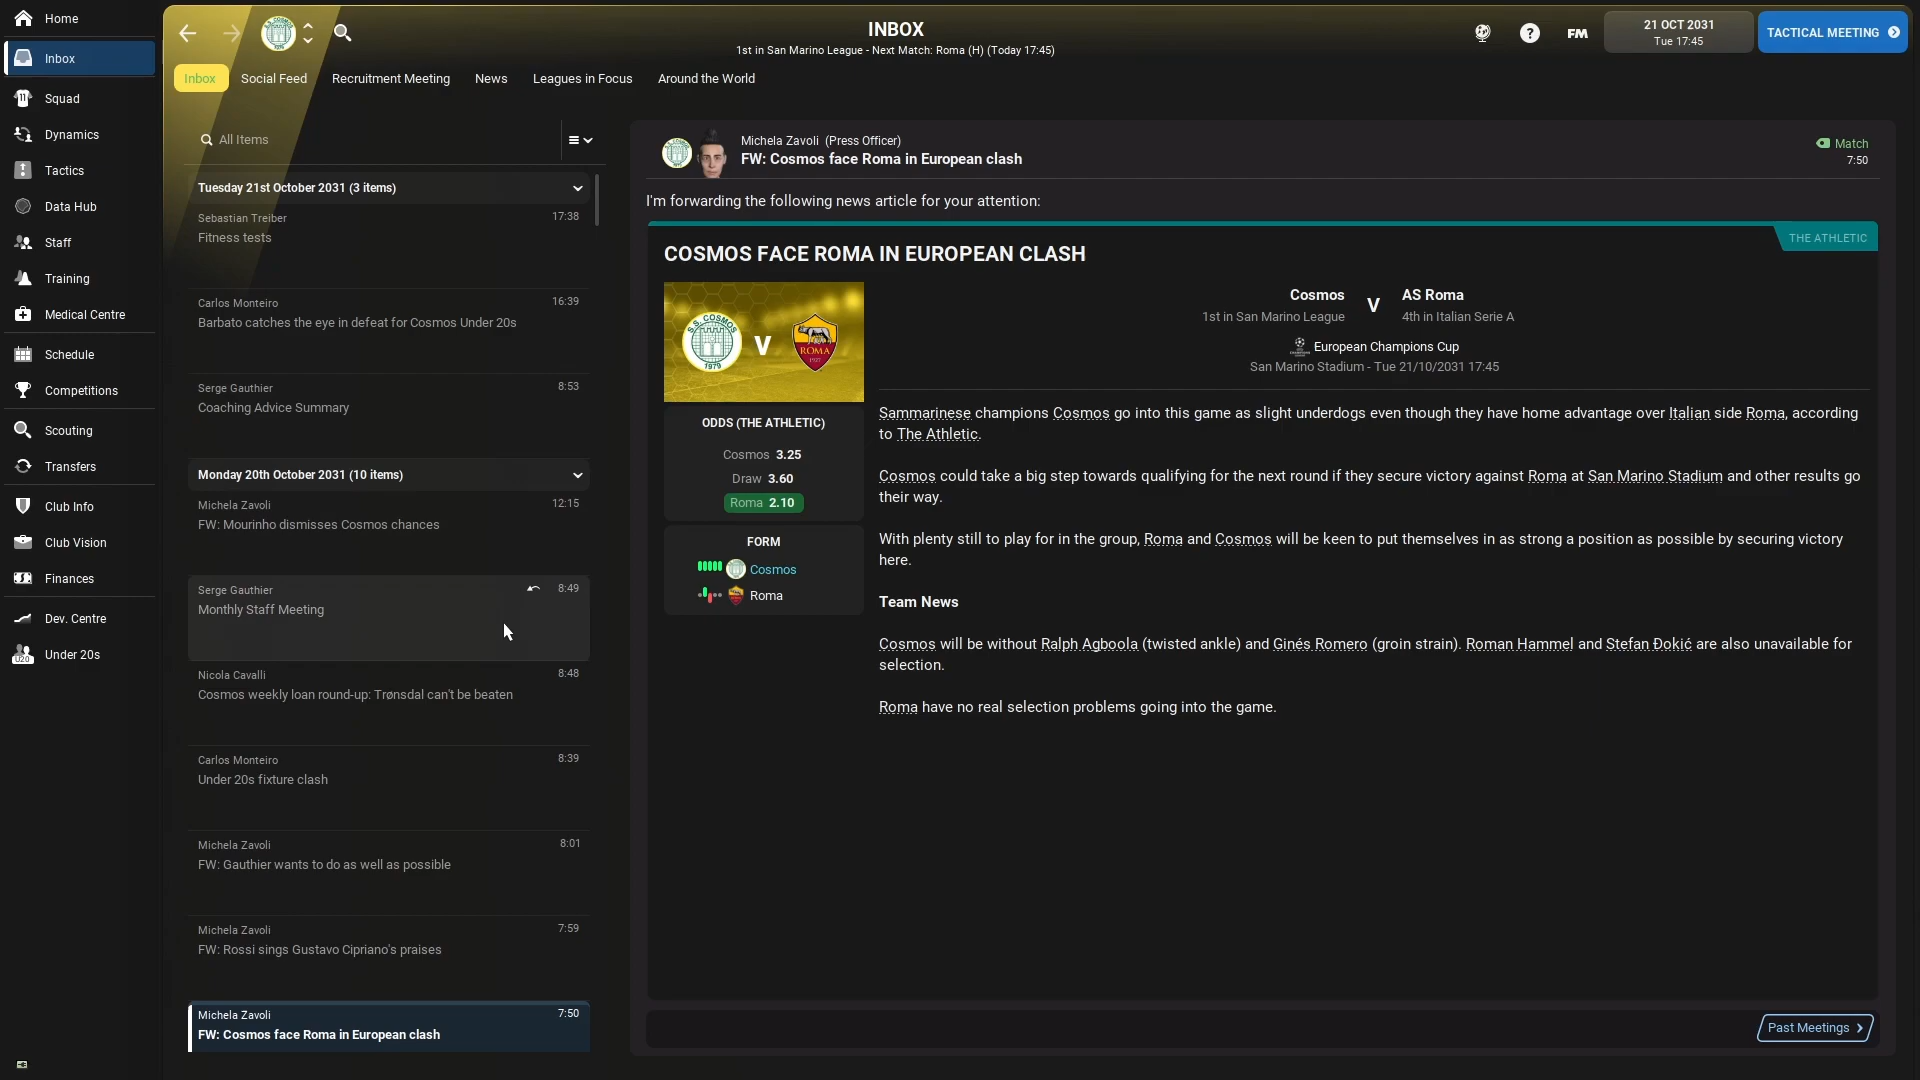 Home
Inbox
Squad
Dynamics
Tactics
Data Hub
Staff
Training
Medical Centre
Schedule
Competitions
Scouting
Transfers
Club Info
Club Vision
Finances
Dev. Centre
U20
Under 20s
INBOX
1st in San Marino League - Next Match: Roma (H) (Today 17:45)
FM
21 OCT 2031
Tue 17:45
TACTICAL MEETING
Inbox
Social Feed
Recruitment Meeting
News
Leagues in Focus
Around the World
All Items
Tuesday 21st October 2031 (3 items)
Sebastian Treiber 17:38
Fitness tests
Carlos Monteiro 16:39
Barbato catches the eye in defeat for Cosmos Under 20s
Serge Gauthier 8:53
Coaching Advice Summary
Monday 20th October 2031 (10 items)
Michela Zavoli 12:15
FW: Mourinho dismisses Cosmos chances
Serge Gauthier 8:49
Monthly Staff Meeting
Nicola Cavalli 8:48
Cosmos weekly loan round-up: Trønsdal can't be beaten
Carlos Monteiro 8:39
Under 20s fixture clash
Michela Zavoli 8:01
FW: Gauthier wants to do as well as possible
Michela Zavoli 7:59
FW: Rossi sings Gustavo Cipriano's praises
Michela Zavoli 7:50
FW: Cosmos face Roma in European clash
Michela Zavoli (Press Officer)
FW: Cosmos face Roma in European clash
Match
7:50
I'm forwarding the following news article for your attention:
THE ATHLETIC
COSMOS FACE ROMA IN EUROPEAN CLASH
S.S. COSMOS
1979
V
ROMA
1927
Cosmos V AS Roma
1st in San Marino League 4th in Italian Serie A
European Champions Cup
San Marino Stadium - Tue 21/10/2031 17:45
ODDS (THE ATHLETIC)
Cosmos 3.25
Draw 3.60
Roma 2.10
FORM
Cosmos
Roma
Sammarinese champions Cosmos go into this game as slight underdogs even though they have home advantage over Italian side Roma, according
to The Athletic.
Cosmos could take a big step towards qualifying for the next round if they secure victory against Roma at San Marino Stadium and other results go
their way.
With plenty still to play for in the group, Roma and Cosmos will be keen to put themselves in as strong a position as possible by securing victory
here.
Team News
Cosmos will be without Ralph Agboola (twisted ankle) and Ginés Romero (groin strain). Roman Hammel and Stefan Đokić are also unavailable for
selection.
Roma have no real selection problems going into the game.
Past Meetings